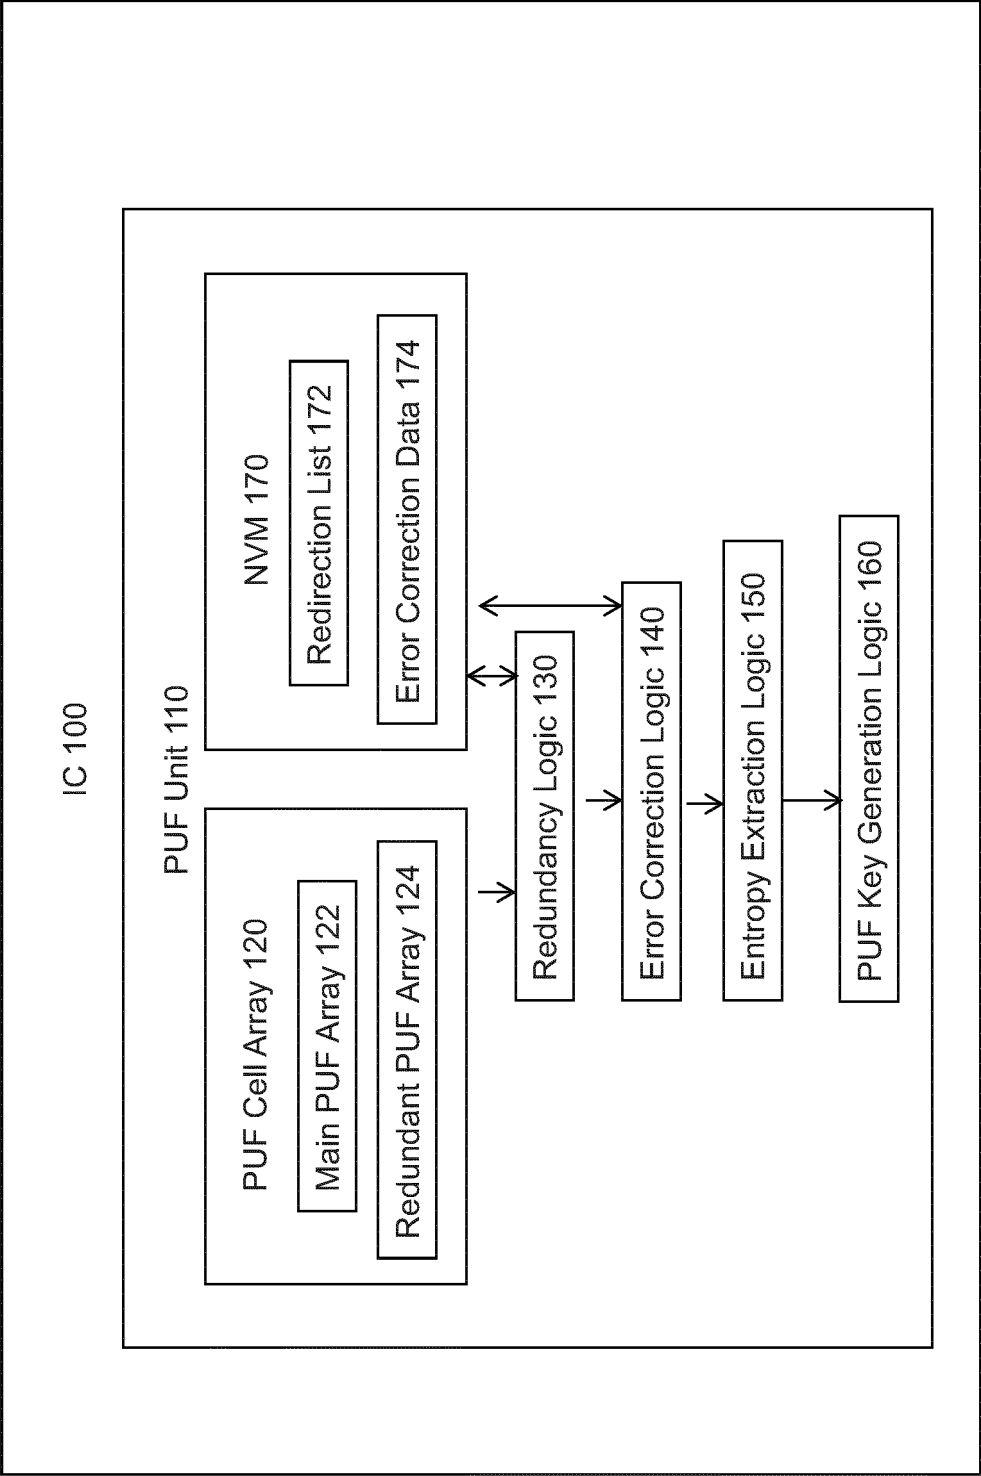 IC 100
PUF Unit 110
PUF Cell Array 120
Main PUF Array 122
Redundant PUF Array 124
NVM 170
Redirection List 172
Error Correction Data 174
Redundancy Logic 130
Error Correction Logic 140
Entropy Extraction Logic 150
PUF Key Generation Logic 160